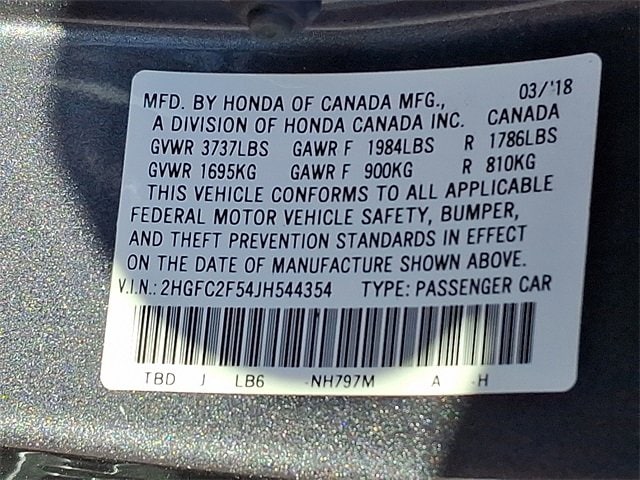 MFD. BY HONDA OF CANADA MFG., 03/'18
A DIVISION OF HONDA CANADA INC. CANADA
GVWR 3737LBS GAWR F 1984LBS R 1786LBS
GVWR 1695KG GAWR F 900KG R 810KG
THIS VEHICLE CONFORMS TO ALL APPLICABLE
FEDERAL MOTOR VEHICLE SAFETY, BUMPER,
AND THEFT PREVENTION STANDARDS IN EFFECT
ON THE DATE OF MANUFACTURE SHOWN ABOVE.
V.I.N.: 2HGFC2F54JH544354 TYPE: PASSENGER CAR
TBD J LB6 -NH797M A -H